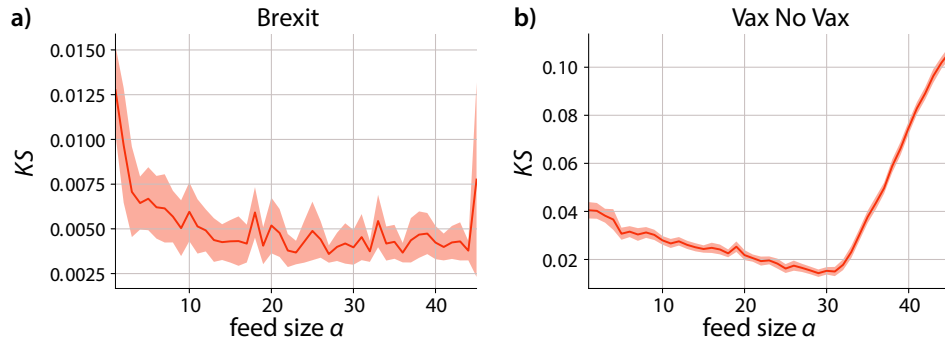 a)
Brexit
KS
0.0150
0.0125
0.0100
0.0075
0.0050
0.0025
10
20
30
40
feed size α
b)
Vax No Vax
KS
0.10
0.08
0.06
0.04
0.02
10
20
30
40
feed size α